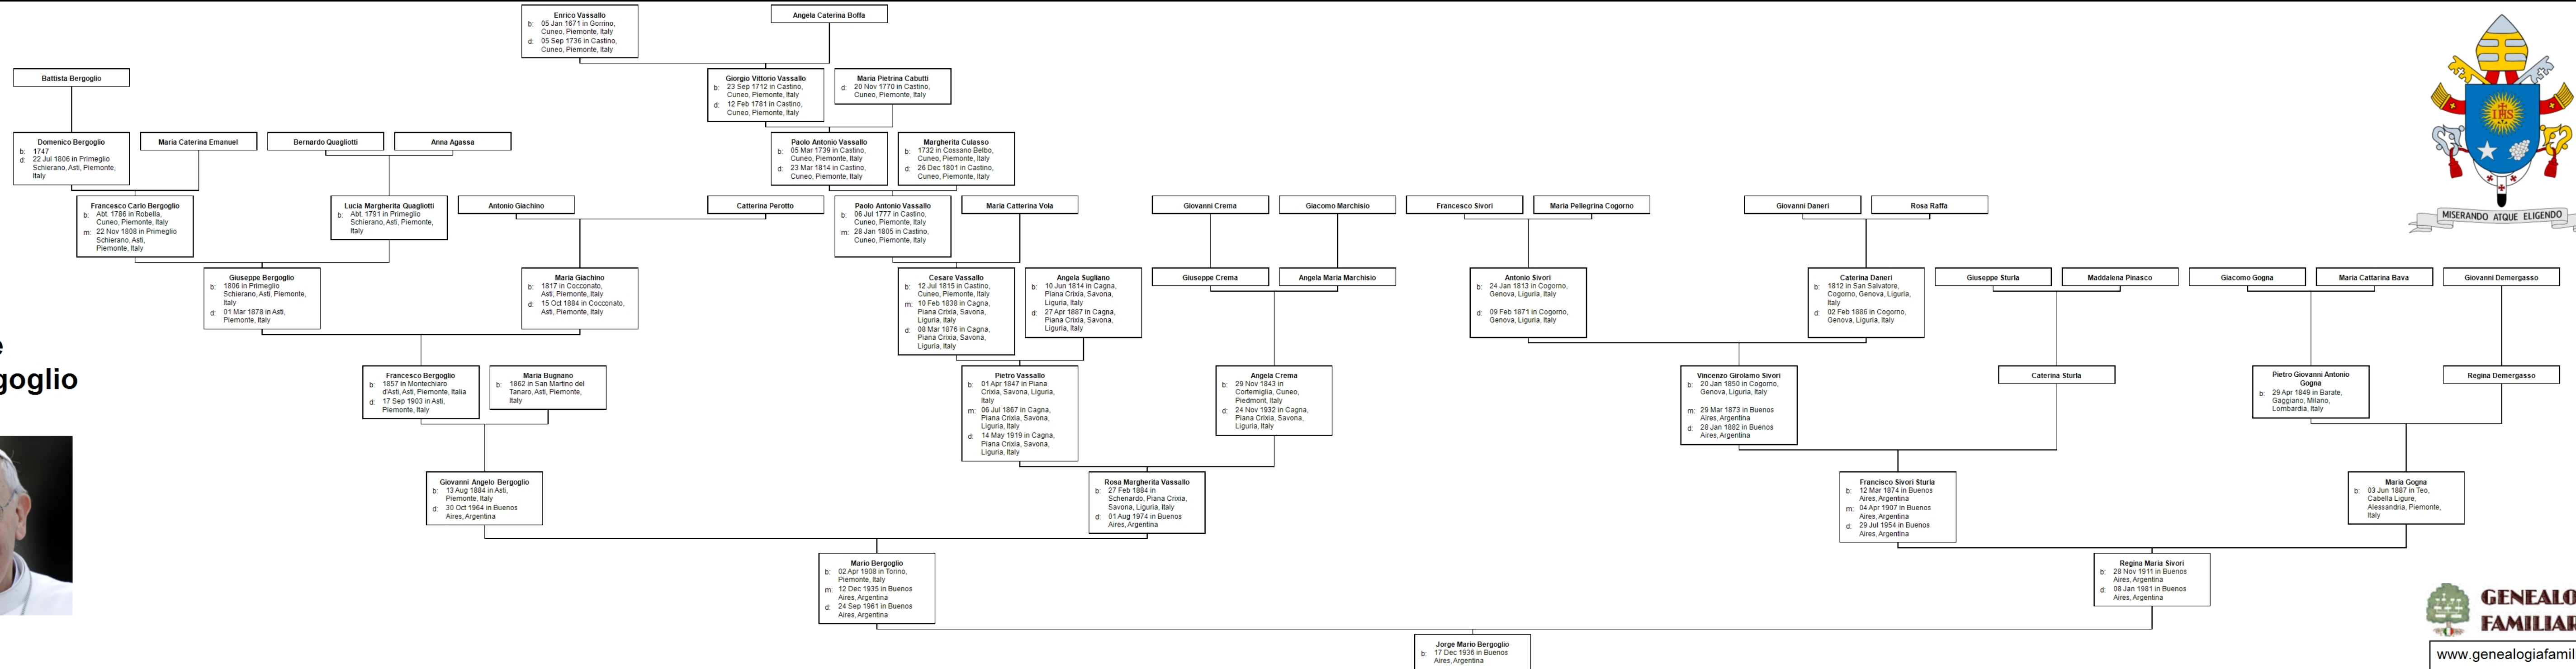 Enrico Vassallo
b: 05 Jan 1671 in Gorrino,
Cuneo, Piemonte, Italy
d: 05 Sep 1736 in Castino,
Cuneo, Piemonte, Italy
Angela Caterina Boffa
Battista Bergoglio
Giorgio Vittorio Vassallo
b: 23 Sep 1712 in Castino,
Cuneo, Piemonte, Italy
d: 12 Feb 1781 in Castino,
Cuneo, Piemonte, Italy
Maria Pietrina Cabutti
d: 20 Nov 1770 in Castino,
Cuneo, Piemonte, Italy
Domenico Bergoglio
b: 1747
d: 22 Jul 1806 in Primeglio
Schierano, Asti, Piemonte,
Italy
Maria Caterina Emanuel
Bernardo Quagliotti
Anna Agassa
Paolo Antonio Vassallo
b: 05 Mar 1739 in Castino,
Cuneo, Piemonte, Italy
d: 23 Mar 1814 in Castino,
Cuneo, Piemonte, Italy
Margherita Culasso
b: 1732 in Cossano Belbo,
Cuneo, Piemonte, Italy
d: 26 Dec 1801 in Castino,
Cuneo, Piemonte, Italy
IHS
MISERANDO ATQUE ELIGENDO
Francesco Carlo Bergoglio
b: Abt. 1786 in Robella,
Cuneo, Piemonte, Italy
m: 22 Nov 1808 in Primeglio
Schierano, Asti,
Piemonte, Italy
Lucia Margherita Quagliotti
b: Abt. 1791 in Primeglio
Schierano, Asti, Piemonte,
Italy
Antonio Giachino
Catterina Perotto
Paolo Antonio Vassallo
b: 06 Jul 1777 in Castino,
Cuneo, Piemonte, Italy
m: 28 Jan 1805 in Castino,
Cuneo, Piemonte, Italy
Maria Catterina Vola
Giovanni Crema
Giacomo Marchisio
Francesco Sivori
Maria Pellegrina Cogorno
Giovanni Daneri
Rosa Raffa
Giuseppe Bergoglio
b: 1806 in Primeglio
Schierano, Asti, Piemonte,
Italy
d: 01 Mar 1878 in Asti,
Piemonte, Italy
Maria Giachino
b: 1817 in Cocconato,
Asti, Piemonte, Italy
d: 15 Oct 1884 in Cocconato,
Asti, Piemonte, Italy
Cesare Vassallo
b: 12 Jul 1815 in Castino,
Cuneo, Piemonte, Italy
m: 10 Feb 1838 in Cagna,
Piana Crixia, Savona,
Liguria, Italy
d: 08 Mar 1876 in Cagna,
Piana Crixia, Savona,
Liguria, Italy
Angela Sugliano
b: 10 Jun 1814 in Cagna,
Piana Crixia, Savona,
Liguria, Italy
d: 27 Apr 1887 in Cagna,
Piana Crixia, Savona,
Liguria, Italy
Giuseppe Crema
Angela Maria Marchisio
Antonio Sivori
b: 24 Jan 1813 in Cogorno,
Genova, Liguria, Italy
d: 09 Feb 1871 in Cogorno,
Genova, Liguria, Italy
Caterina Daneri
b: 1812 in San Salvatore,
Cogorno, Genova, Liguria,
Italy
d: 02 Feb 1886 in Cogorno,
Genova, Liguria, Italy
Giuseppe Sturla
Maddalena Pinasco
Giacomo Gogna
Maria Cattarina Bava
Giovanni Demergasso
e
goglio
Francesco Bergoglio
b: 1857 in Montechiaro
d'Asti, Asti, Piemonte, Italia
d: 17 Sep 1903 in Asti,
Piemonte, Italy
Maria Bugnano
b: 1862 in San Martino del
Tanaro, Asti, Piemonte,
Italy
Pietro Vassallo
b: 01 Apr 1847 in Piana
Crixia, Savona, Liguria,
Italy
m: 06 Jul 1867 in Cagna,
Piana Crixia, Savona,
Liguria, Italy
d: 14 May 1919 in Cagna,
Piana Crixia, Savona,
Liguria, Italy
Angela Crema
b: 29 Nov 1843 in
Cortemiglia, Cuneo,
Piedmont, Italy
d: 24 Nov 1932 in Cagna,
Piana Crixia, Savona,
Liguria, Italy
Vincenzo Girolamo Sivori
b: 20 Jan 1850 in Cogorno,
Genova, Liguria, Italy
m: 29 Mar 1873 in Buenos
Aires, Argentina
d: 28 Jan 1882 in Buenos
Aires, Argentina
Caterina Sturla
Pietro Giovanni Antonio
Gogna
b: 29 Apr 1849 in Barate,
Gaggiano, Milano,
Lombardia, Italy
Regina Demergasso
Giovanni Angelo Bergoglio
b: 13 Aug 1884 in Asti,
Piemonte, Italy
d: 30 Oct 1964 in Buenos
Aires, Argentina
Rosa Margherita Vassallo
b: 27 Feb 1884 in
Schenardo, Piana Crixia,
Savona, Liguria, Italy
d: 01 Aug 1974 in Buenos
Aires, Argentina
Francisco Sivori Sturla
b: 12 Mar 1874 in Buenos
Aires, Argentina
m: 04 Apr 1907 in Buenos
Aires, Argentina
d: 29 Jul 1954 in Buenos
Aires, Argentina
Maria Gogna
b: 03 Jun 1887 in Teo,
Cabella Ligure,
Alessandria, Piemonte,
Italy
Mario Bergoglio
b: 02 Apr 1908 in Torino,
Piemonte, Italy
m: 12 Dec 1935 in Buenos
Aires, Argentina
d: 24 Sep 1961 in Buenos
Aires, Argentina
Regina Maria Sivori
b: 28 Nov 1911 in Buenos
Aires, Argentina
d: 08 Jan 1981 in Buenos
Aires, Argentina
GENEALO
FAMILIAR
Jorge Mario Bergoglio
b: 17 Dec 1936 in Buenos
Aires, Argentina
www.genealogiafamil